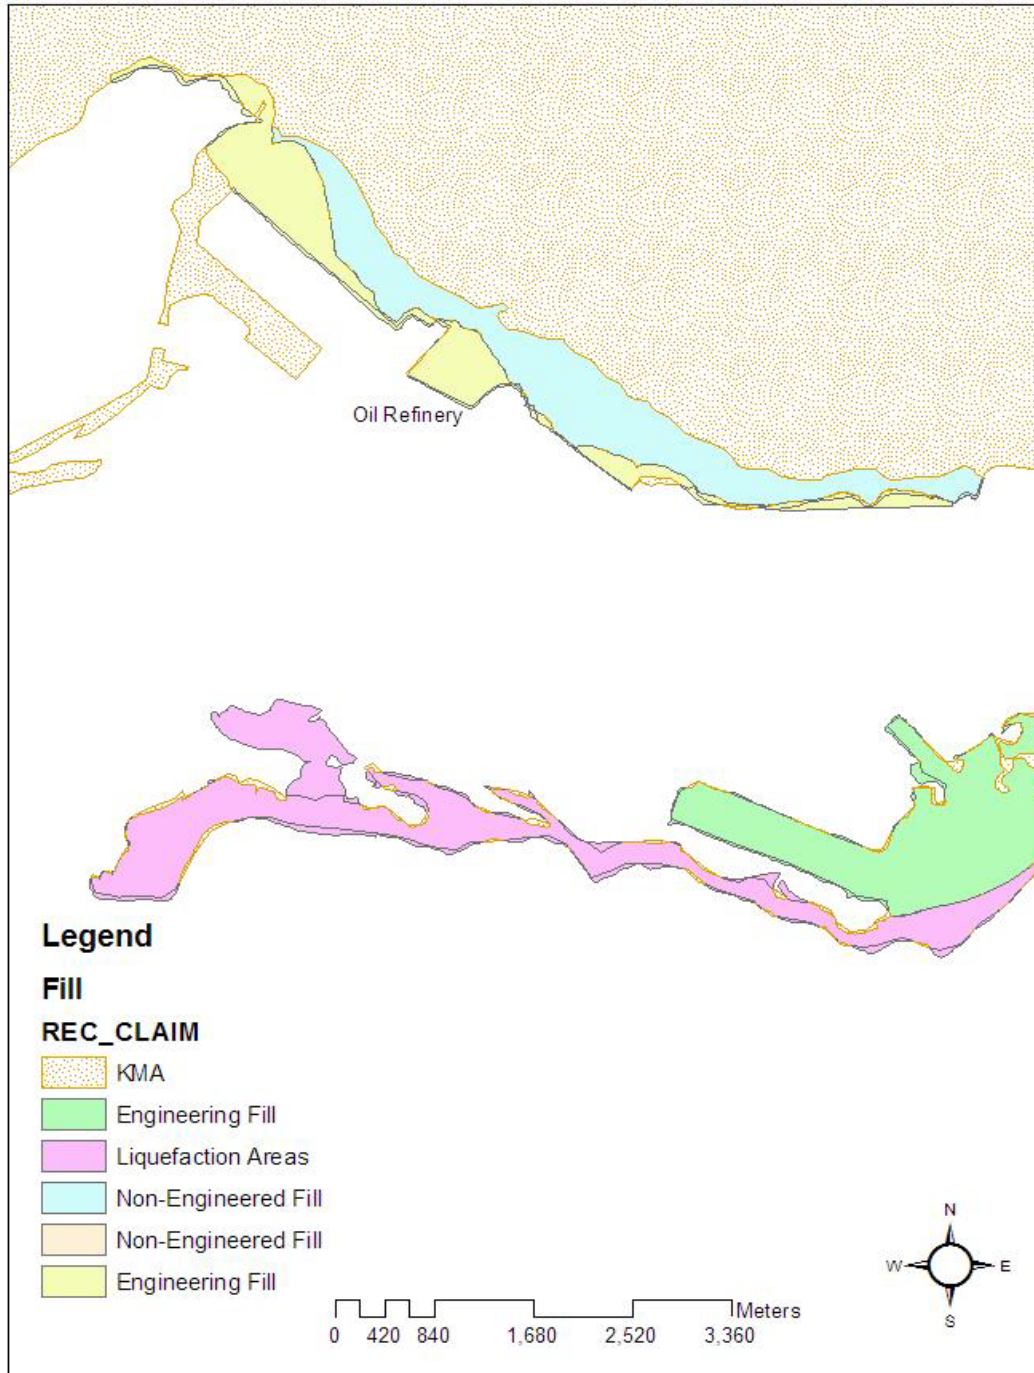 Oil Refinery
Legend
Fill
REC_CLAIM
KMA
Engineering Fill
Liquefaction Areas
Non-Engineered Fill
Non-Engineered Fill
Engineering Fill
N
W E
S
Meters
0 420 840 1,680 2,520 3,360